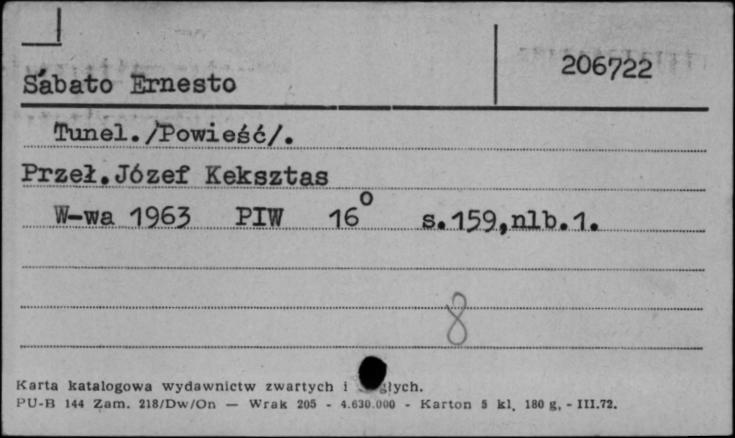 206722
Sábato Ernesto
Tunel./Powieść/.
Przeł.Józef Keksztas
W-wa 1963 PIW 16° s.159,nlb.1.
8
Karta katalogowa wydawnictw zwartych i
PU-B 144 Zam. 218/Dw/On — Wrak 205 - 4.630.000 - Karton 5 kl. 180 g. - III.72.